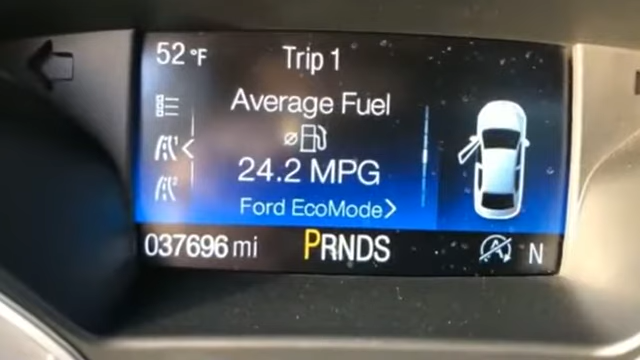 52°F Trip 1
Average Fuel
24.2 MPG
Ford EcoMode>
037696 mi PRNDS A N